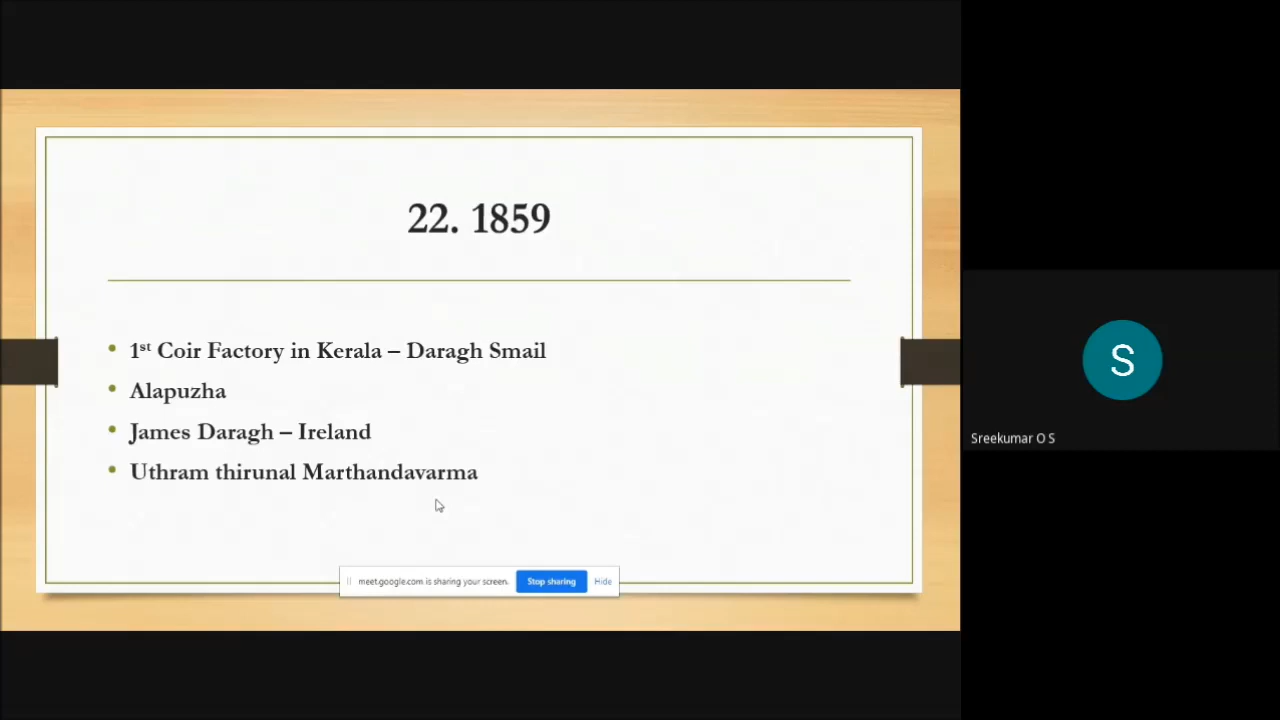 22. 1859
• 1st Coir Factory in Kerala – Daragh Smail
• Alapuzha
• James Daragh – Ireland
• Uthram thirunal Marthandavarma
meet.google.com is sharing your screen. Stop sharing Hide
S
Sreekumar O S